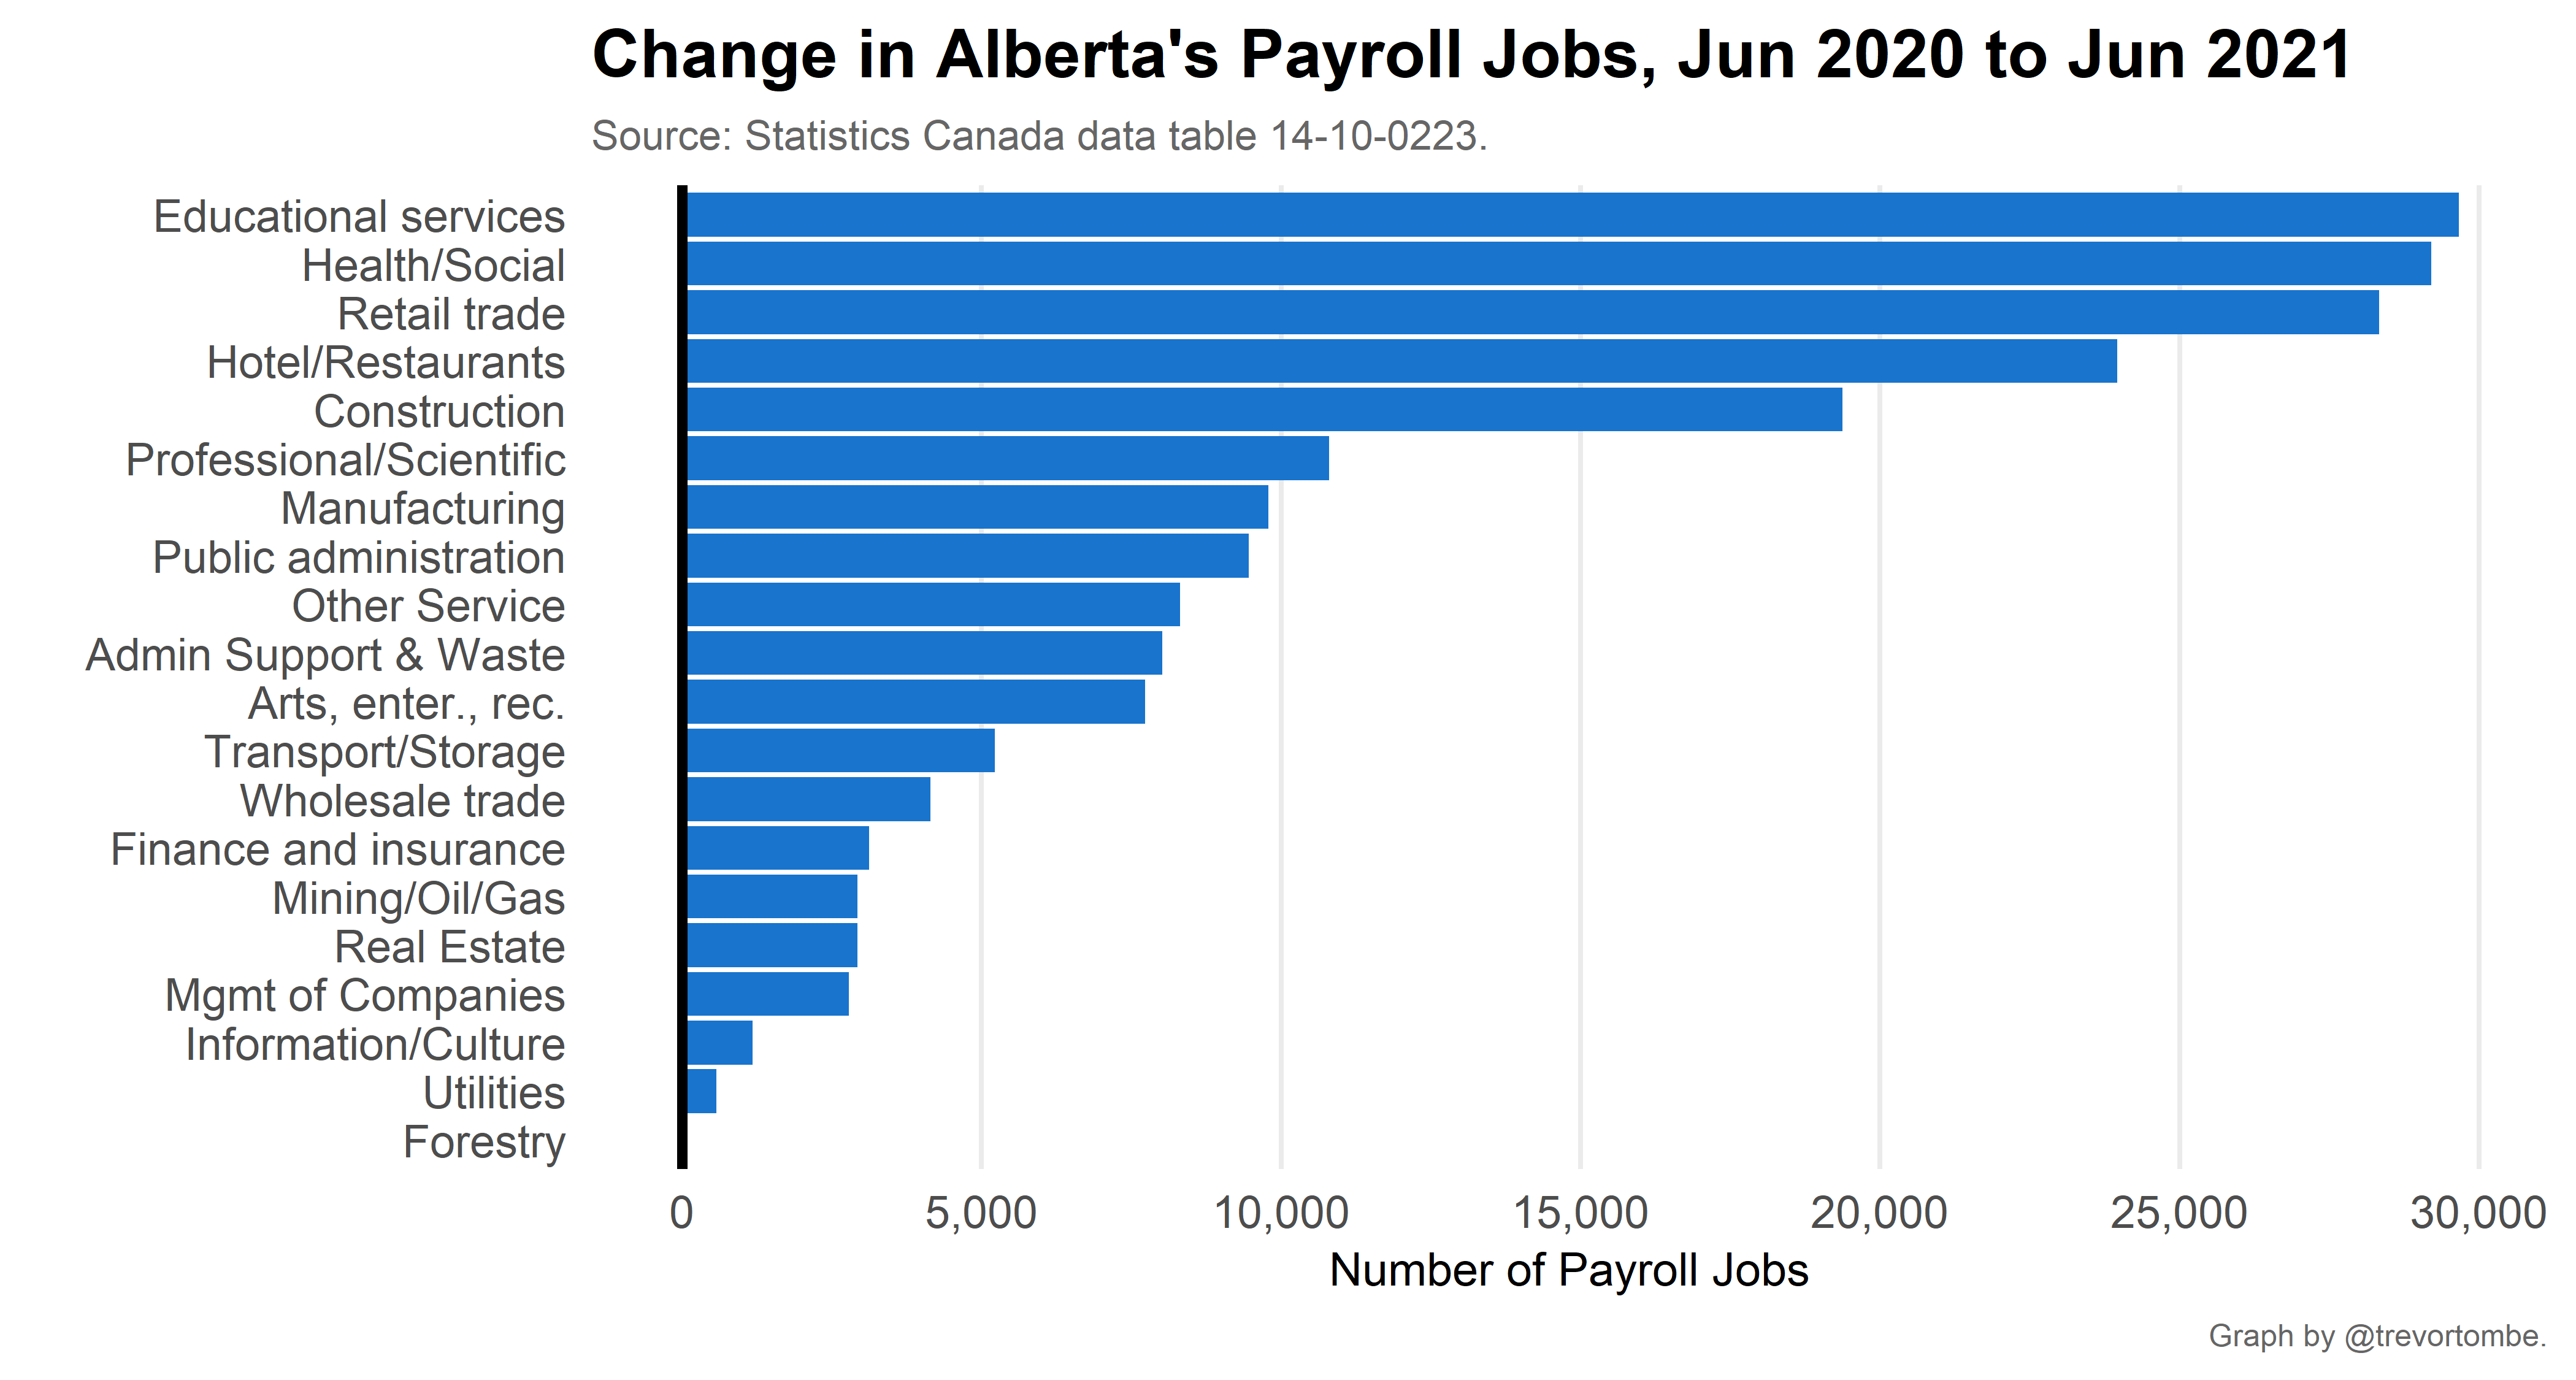 Change in Alberta's Payroll Jobs, Jun 2020 to Jun 2021
Source: Statistics Canada data table 14-10-0223.
Educational services
Health/Social
Retail trade
Hotel/Restaurants
Construction
Professional/Scientific
Manufacturing
Public administration
Other Service
Admin Support & Waste
Arts, enter., rec.
Transport/Storage
Wholesale trade
Finance and insurance
Mining/Oil/Gas
Real Estate
Mgmt of Companies
Information/Culture
Utilities
Forestry
0 5,000 10,000 15,000 20,000 25,000 30,000
Number of Payroll Jobs
Graph by @trevortombe.